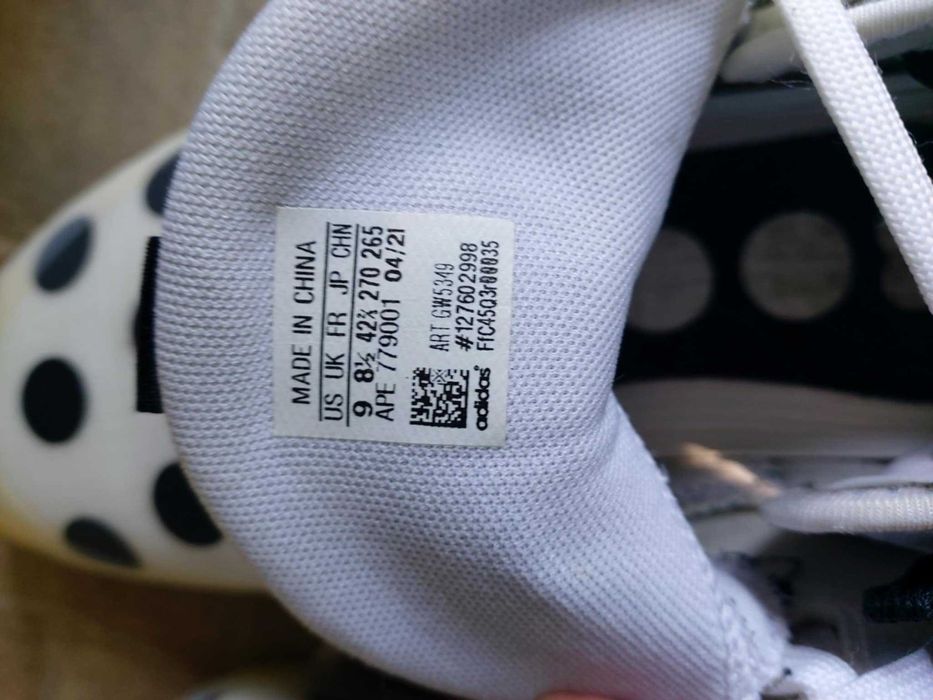 MADE IN CHINA
US UK FR JP CHN
9 8½ 42⅔ 270 265
APE 779001 04/21
ART GW5349
#127602998
adidas